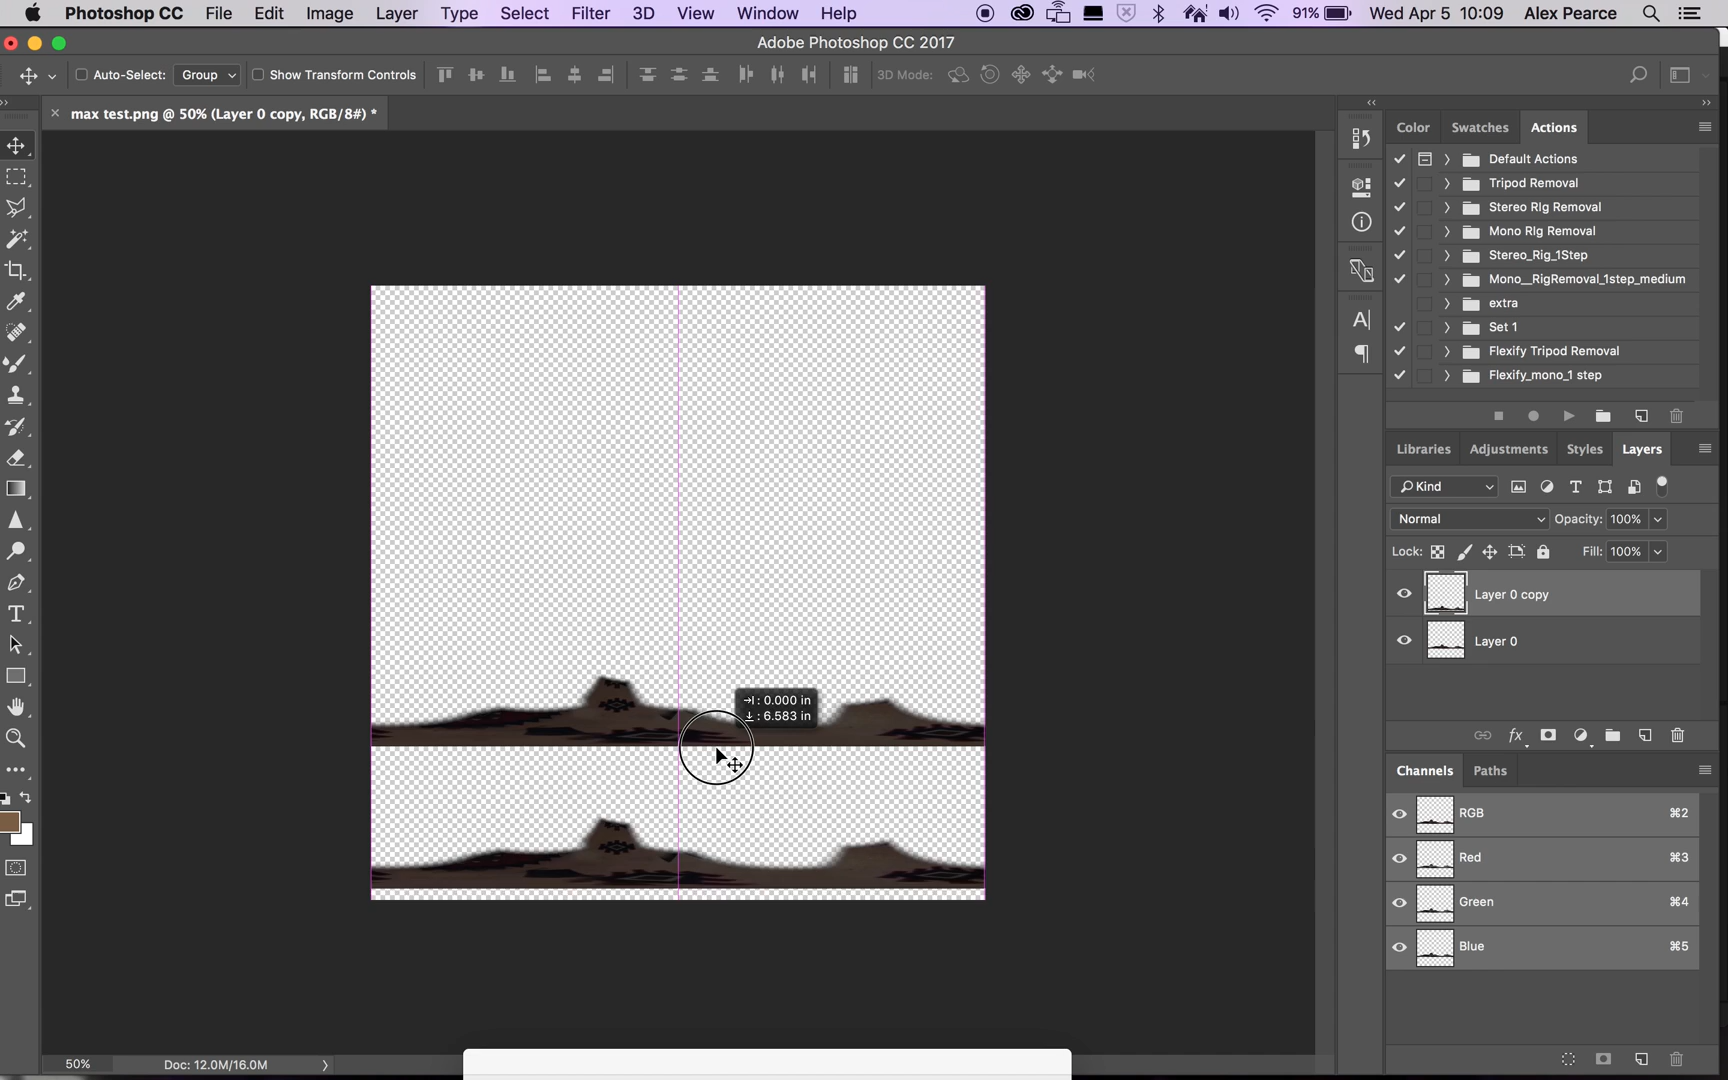 Photoshop CC File Edit Image Layer Type Select Filter 3D View Window Help 91% Wed Apr 5 10:09 Alex Pearce
Adobe Photoshop CC 2017
Auto-Select: Group Show Transform Controls 3D Mode:
max test.png @ 50% (Layer 0 copy, RGB/8#) *
Color Swatches Actions
Default Actions
Tripod Removal
Stereo RIg Removal
Mono RIg Removal
Stereo_Rig_1Step
Mono__RigRemoval_1step_medium
extra
Set 1
Flexify Tripod Removal
Flexify_mono_1 step
Libraries Adjustments Styles Layers
Kind
Normal Opacity: 100%
Lock: Fill: 100%
Layer 0 copy
Layer 0
: 0.000 in
: 6.583 in
Channels Paths
RGB ⌘2
Red ⌘3
Green ⌘4
Blue ⌘5
50% Doc: 12.0M/16.0M